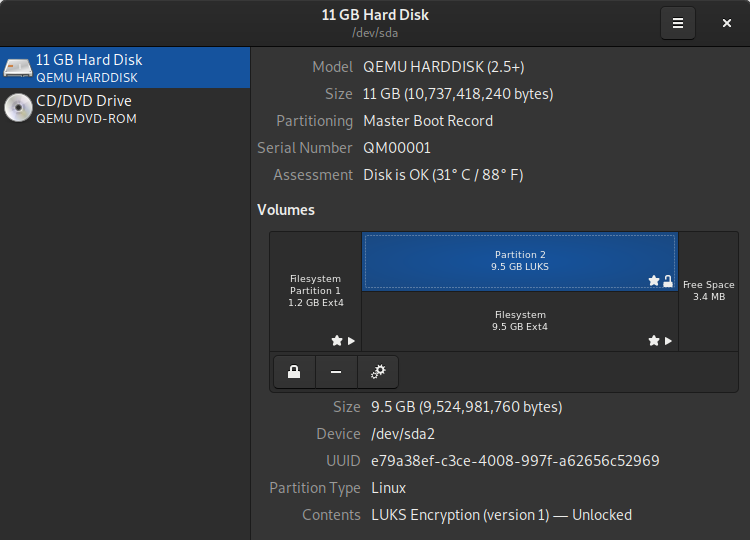 11 GB Hard Disk
/dev/sda
11 GB Hard Disk
QEMU HARDDISK
CD/DVD Drive
QEMU DVD-ROM
Model QEMU HARDDISK (2.5+)
Size 11 GB (10,737,418,240 bytes)
Partitioning Master Boot Record
Serial Number QM00001
Assessment Disk is OK (31° C / 88° F)
Volumes
Filesystem
Partition 1
1.2 GB Ext4
Partition 2
9.5 GB LUKS
Filesystem
9.5 GB Ext4
Free Space
3.4 MB
Size 9.5 GB (9,524,981,760 bytes)
Device /dev/sda2
UUID e79a38ef-c3ce-4008-997f-a62656c52969
Partition Type Linux
Contents LUKS Encryption (version 1) — Unlocked